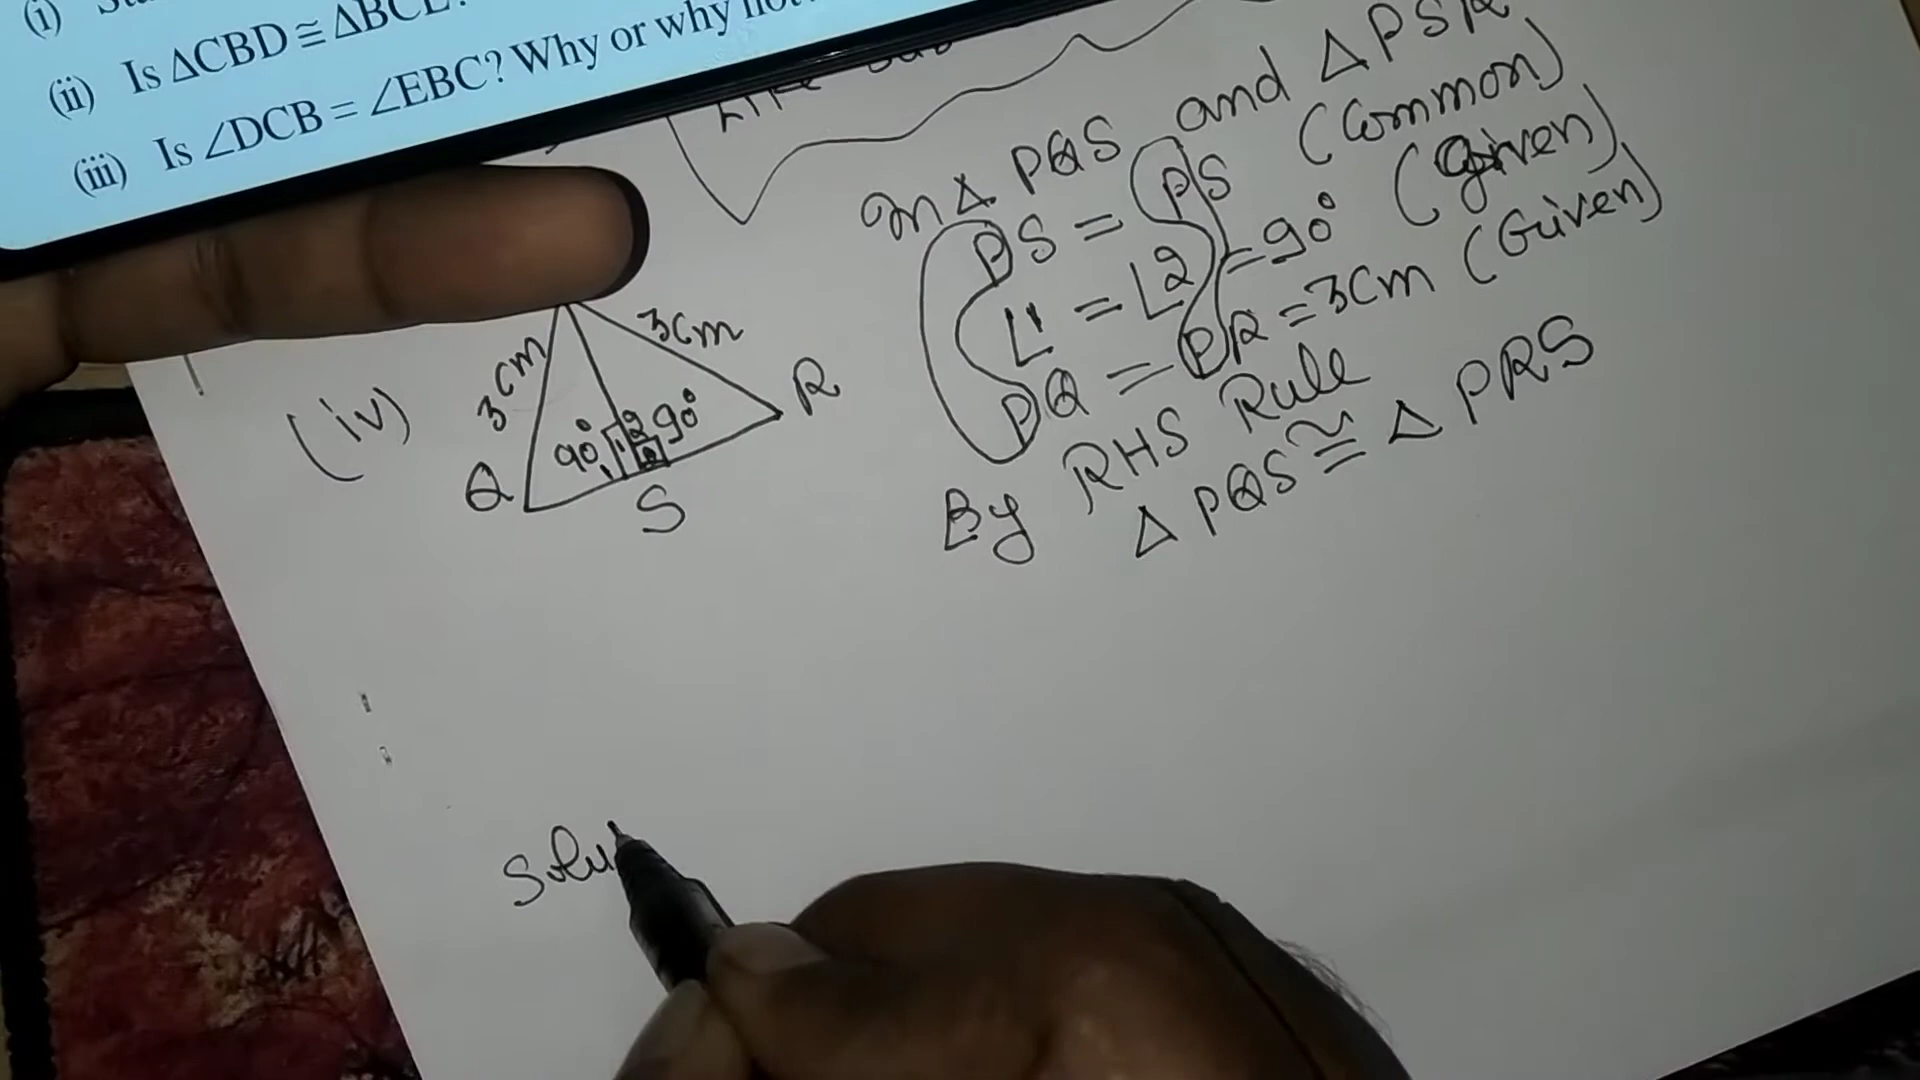 (i)
(ii) Is ΔCBD ≅ ΔBCE?
(iii) Is ∠DCB = ∠EBC? Why or why not
In Δ PQS and Δ PSR
PS = PS (Common)
∠1 = ∠2 = 90° (Given)
PQ = PR = 3cm (Given)
By RHS Rule
Δ PQS ≅ Δ PRS
(iv)
3cm
3cm
90°
1
2
90°
Q
S
R
Solu